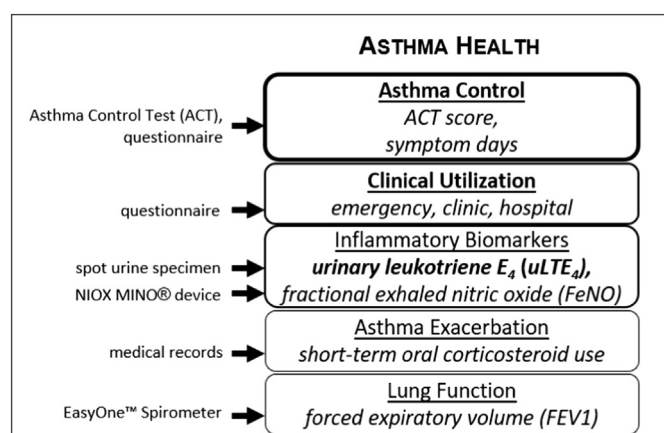 ASTHMA HEALTH
Asthma Control Test (ACT),
questionnaire
Asthma Control
ACT score,
symptom days
questionnaire
Clinical Utilization
emergency, clinic, hospital
spot urine specimen
NIOX MINO® device
Inflammatory Biomarkers
urinary leukotriene E₄ (uLTE₄),
fractional exhaled nitric oxide (FeNO)
medical records
Asthma Exacerbation
short-term oral corticosteroid use
EasyOne™ Spirometer
Lung Function
forced expiratory volume (FEV1)